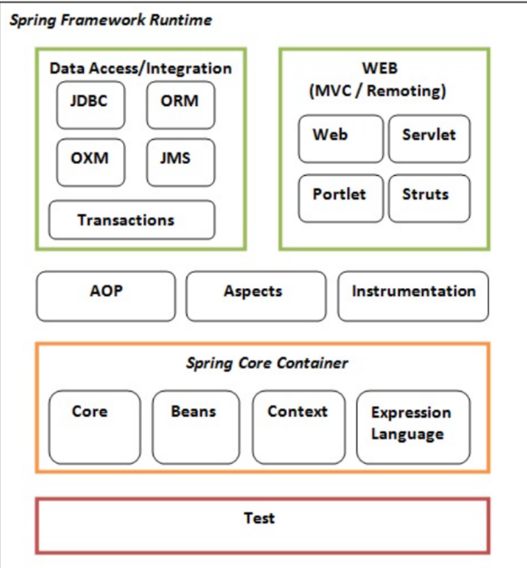 Spring Framework Runtime
Data Access/Integration
JDBC
ORM
OXM
JMS
Transactions
WEB
(MVC / Remoting)
Web
Servlet
Portlet
Struts
AOP
Aspects
Instrumentation
Spring Core Container
Core
Beans
Context
Expression
Language
Test